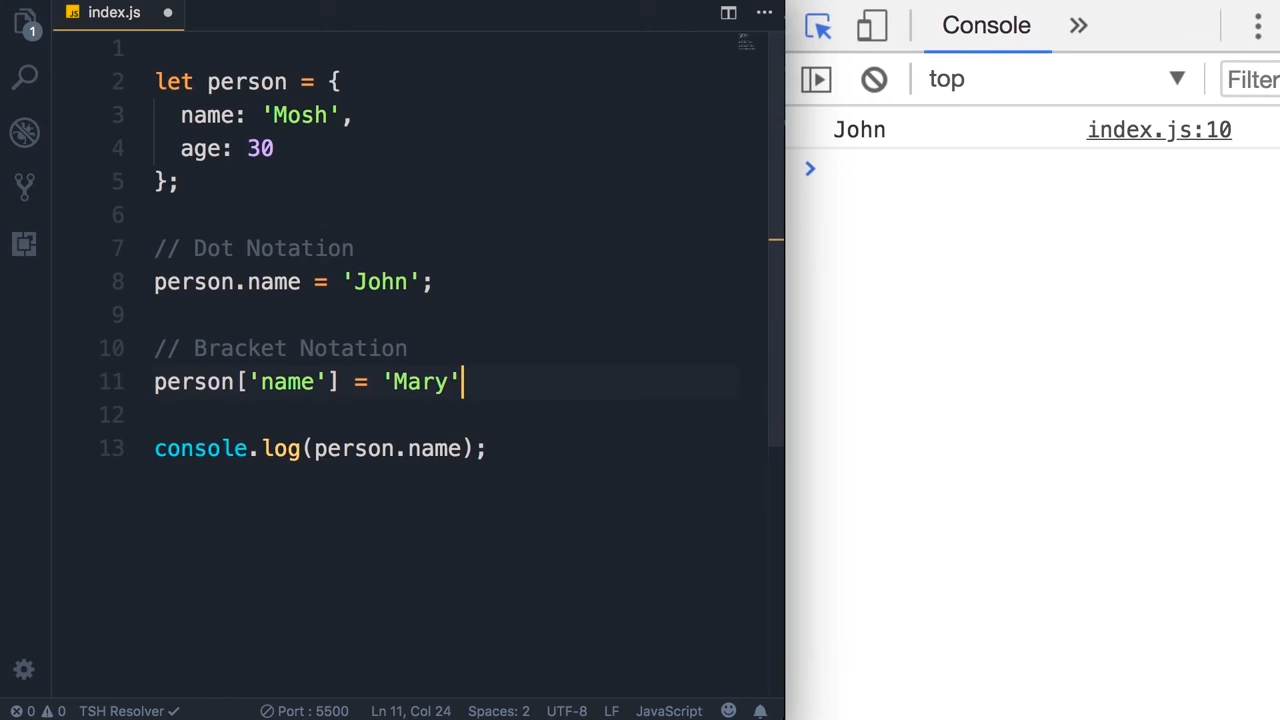 index.js
1
1
2 let person = {
3 name: 'Mosh',
4 age: 30
5 };
6
7 // Dot Notation
8 person.name = 'John';
9
10 // Bracket Notation
11 person['name'] = 'Mary'
12
13 console.log(person.name);
0 0 TSH Resolver Port : 5500 Ln 11, Col 24 Spaces: 2 UTF-8 LF JavaScript
Console
top Filter
John index.js:10